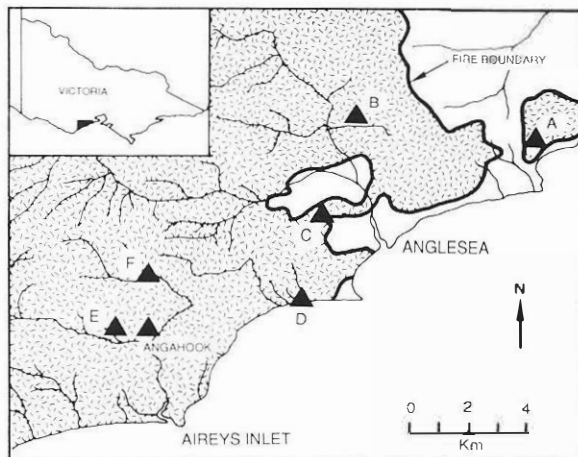 VICTORIA
FIRE BOUNDARY
A
B
C
ANGLESEA
F
N
D
E
ANGAHOOK
0 2 4
Km
AIREYS INLET